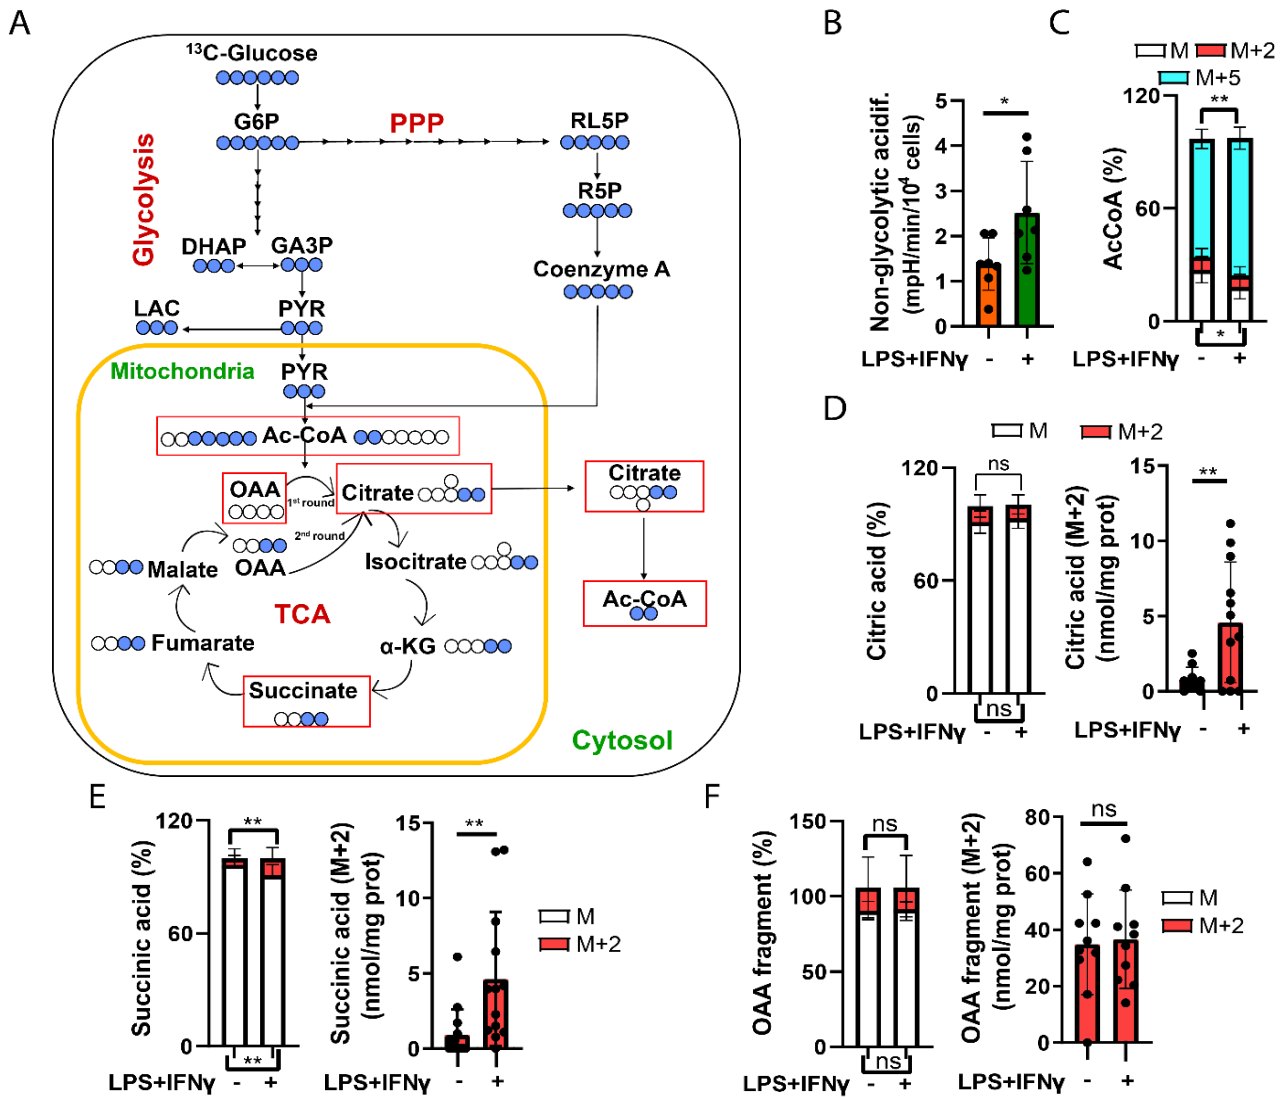 A
¹³C-Glucose
G6P
PPP
RL5P
Glycolysis
R5P
DHAP
GA3P
Coenzyme A
LAC
PYR
Mitochondria
PYR
Ac-CoA
OAA
1st round
Citrate
Citrate
2nd round
OAA
Malate
Isocitrate
Ac-CoA
TCA
Fumarate
α-KG
Succinate
Cytosol
B
Non-glycolytic acidif.
(mpH/min/10⁴ cells)
5
4
3
2
1
0
*
LPS+IFNγ - +
C
M M+2
M+5
AcCoA (%)
120
60
0
**
*
LPS+IFNγ - +
D
M M+2
Citric acid (%)
120
60
0
ns
ns
LPS+IFNγ - +
Citric acid (M+2)
(nmol/mg prot)
15
10
5
0
**
LPS+IFNγ - +
E
Succinic acid (%)
120
60
0
**
**
LPS+IFNγ - +
Succinic acid (M+2)
(nmol/mg prot)
15
10
5
0
**
LPS+IFNγ - +
M
M+2
F
OAA fragment (%)
150
100
50
0
ns
ns
LPS+IFNγ - +
OAA fragment (M+2)
(nmol/mg prot)
80
60
40
20
0
ns
LPS+IFNγ - +
M
M+2